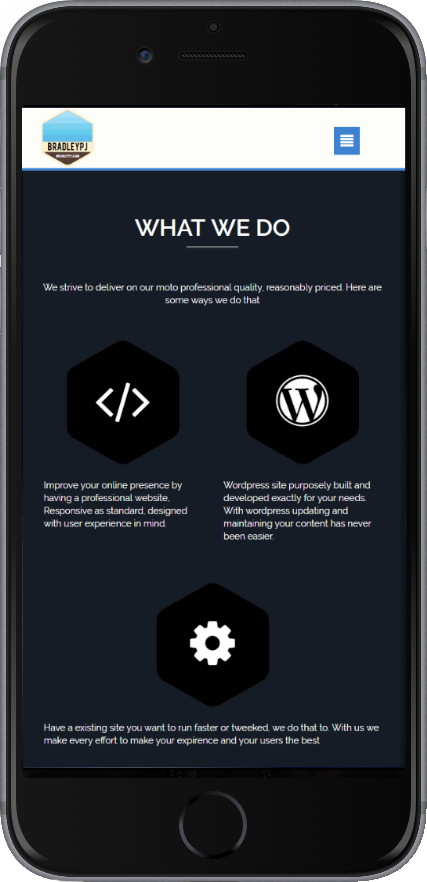 BRADLEYPJ
BRADLEYPJ.COM
WHAT WE DO
We strive to deliver on our moto professional quality, reasonably priced. Here are
some ways we do that
Improve your online presence by
having a professional website,
Responsive as standard, designed
with user experience in mind.
Wordpress site purposely built and
developed exactly for your needs.
With wordpress updating and
maintaining your content has never
been easier.
Have a existing site you want to run faster or tweeked, we do that to. With us we
make every effort to make your expirence and your users the best